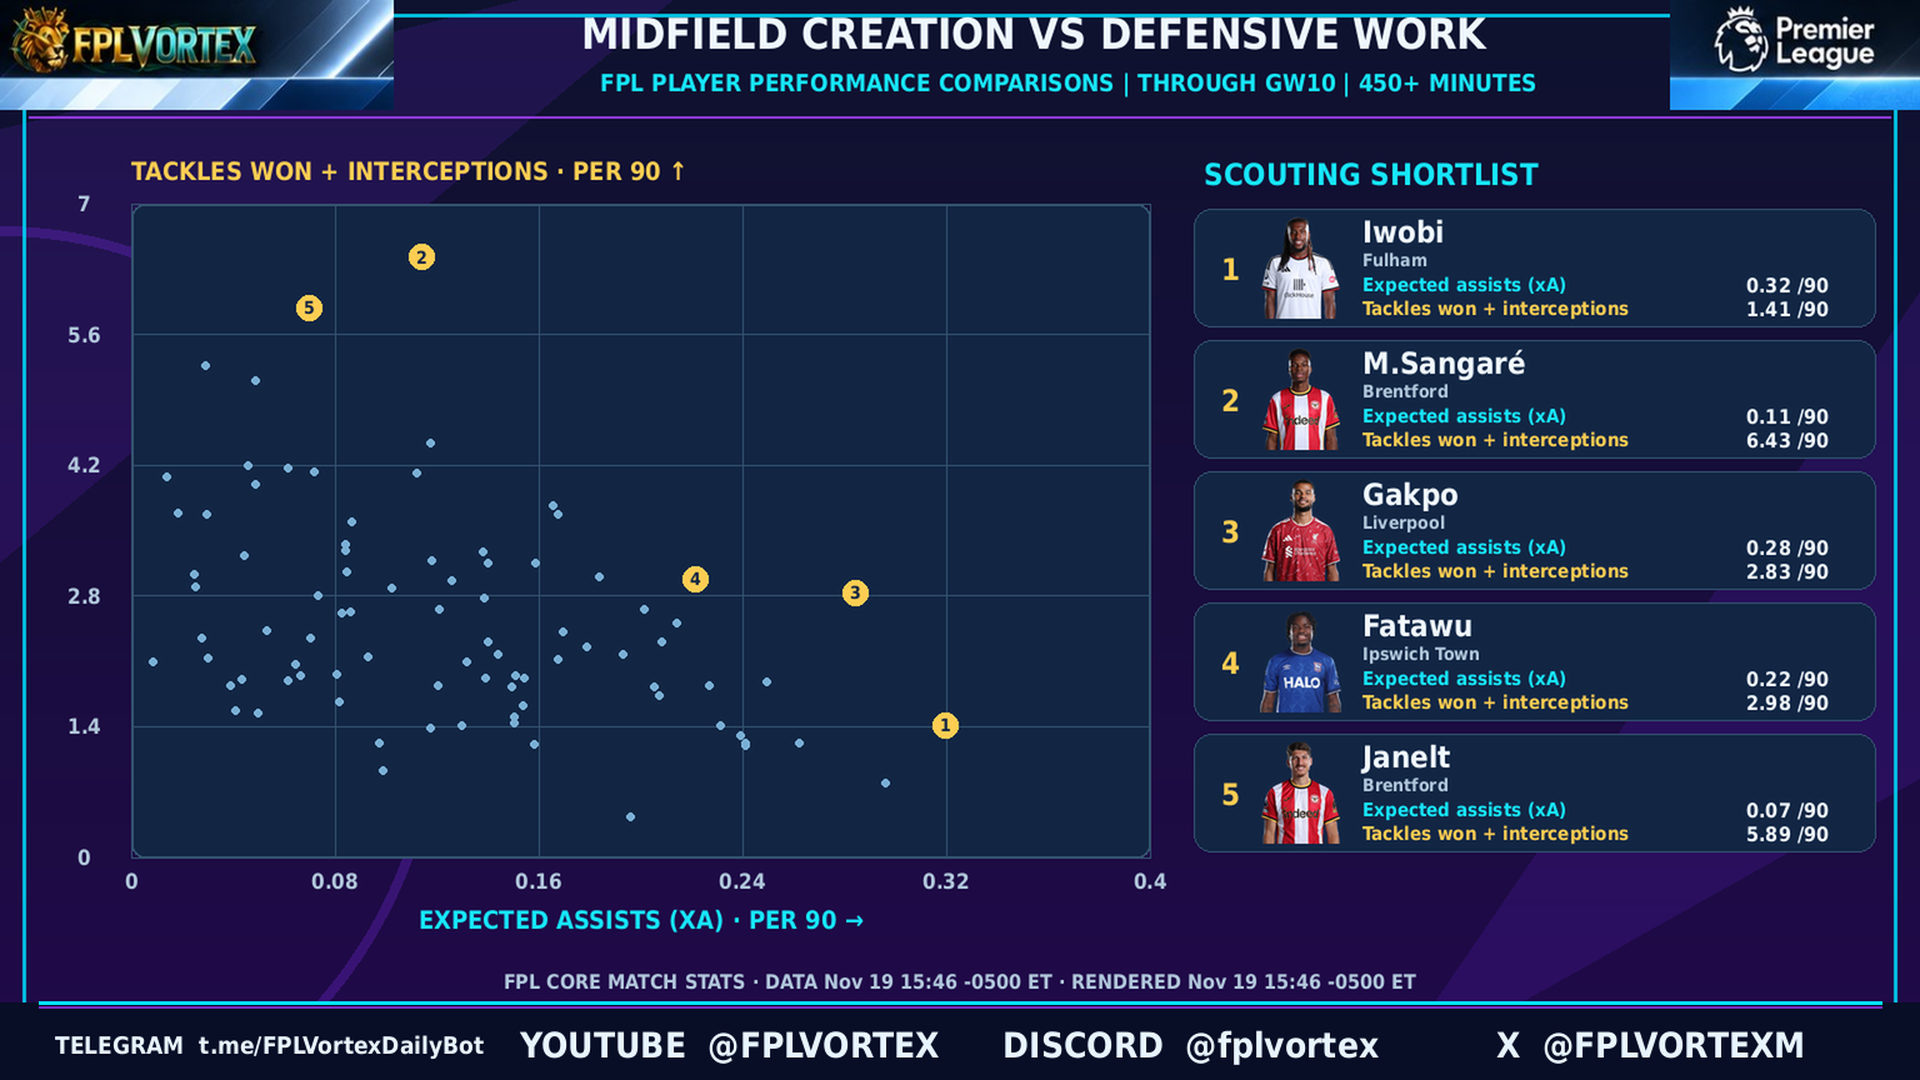 FPLVORTEX
MIDFIELD CREATION VS DEFENSIVE WORK
FPL PLAYER PERFORMANCE COMPARISONS | THROUGH GW10 | 450+ MINUTES
Premier
League
TACKLES WON + INTERCEPTIONS · PER 90 ↑
7
5.6
4.2
2.8
1.4
0
2
5
4
3
1
0 0.08 0.16 0.24 0.32 0.4
EXPECTED ASSISTS (XA) · PER 90 →
SCOUTING SHORTLIST
1
Iwobi
Fulham
Expected assists (xA) 0.32 /90
Tackles won + interceptions 1.41 /90
2
M.Sangaré
Brentford
Expected assists (xA) 0.11 /90
Tackles won + interceptions 6.43 /90
3
Gakpo
Liverpool
Expected assists (xA) 0.28 /90
Tackles won + interceptions 2.83 /90
4
HALO
Fatawu
Ipswich Town
Expected assists (xA) 0.22 /90
Tackles won + interceptions 2.98 /90
5
Janelt
Brentford
Expected assists (xA) 0.07 /90
Tackles won + interceptions 5.89 /90
FPL CORE MATCH STATS · DATA Nov 19 15:46 -0500 ET · RENDERED Nov 19 15:46 -0500 ET
TELEGRAM t.me/FPLVortexDailyBot YOUTUBE @FPLVORTEX DISCORD @fplvortex X @FPLVORTEXM